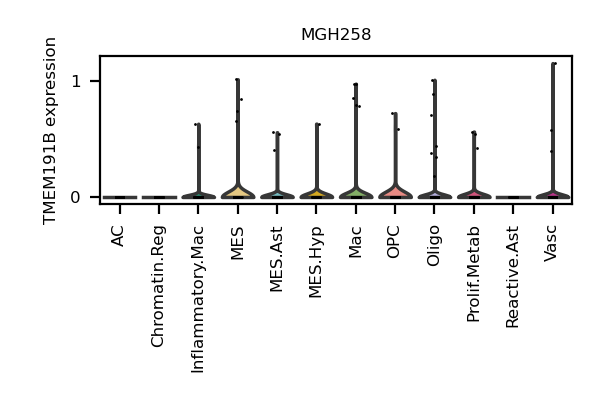 MGH258
TMEM191B expression
1
0
AC
Chromatin.Reg
Inflammatory.Mac
MES
MES.Ast
MES.Hyp
Mac
OPC
Oligo
Prolif.Metab
Reactive.Ast
Vasc